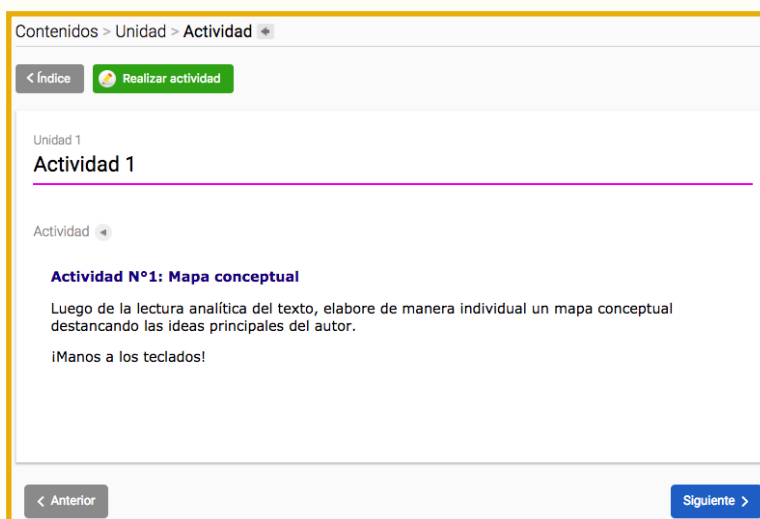 Contenidos > Unidad > Actividad
< Índice
Realizar actividad
Unidad 1
Actividad 1
Actividad
Actividad N°1: Mapa conceptual
Luego de la lectura analítica del texto, elabore de manera individual un mapa conceptual
destancando las ideas principales del autor.
¡Manos a los teclados!
< Anterior
Siguiente >